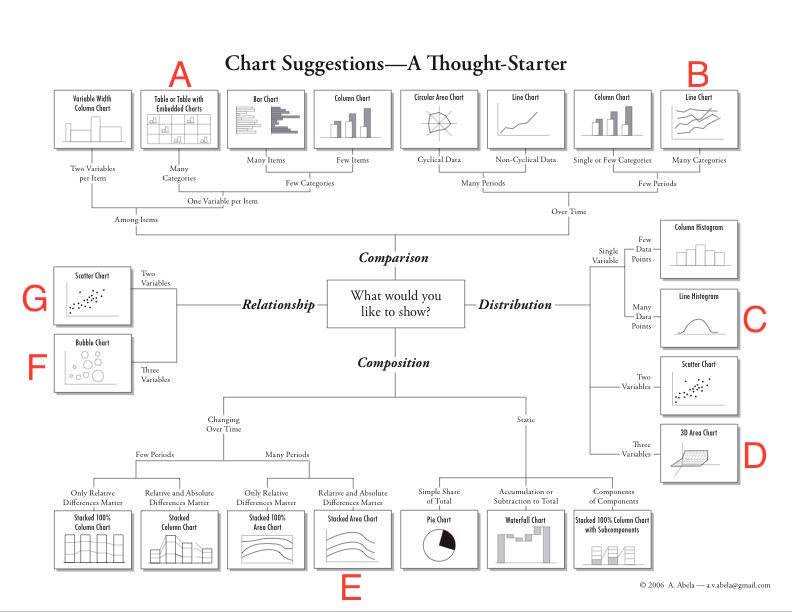 Chart Suggestions—A Thought-Starter
A
B
Variable Width
Column Chart
Table or Table with
Embedded Charts
Bar Chart
Column Chart
Circular Area Chart
Line Chart
Column Chart
Line Chart
Many Items
Few Items
Cyclical Data
Non-Cyclical Data
Single or Few Categories
Many Categories
Two Variables
per Item
Many
Categories
Few Categories
Many Periods
Few Periods
One Variable per Item
Among Items
Over Time
Comparison
What would you
like to show?
Relationship
Distribution
Composition
G
Scatter Chart
Two
Variables
F
Bubble Chart
Three
Variables
Single
Variable
Few
Data
Points
Column Histogram
Many
Data
Points
Line Histogram
C
Two
Variables
Scatter Chart
Three
Variables
3D Area Chart
D
Changing
Over Time
Static
Few Periods
Many Periods
Only Relative
Differences Matter
Relative and Absolute
Differences Matter
Only Relative
Differences Matter
Relative and Absolute
Differences Matter
Simple Share
of Total
Accumulation or
Subtraction to Total
Components
of Components
Stacked 100%
Column Chart
Stacked
Column Chart
Stacked 100%
Area Chart
Stacked Area Chart
Pie Chart
Waterfall Chart
Stacked 100% Column Chart
with Subcomponents
E
© 2006 A. Abela — a.v.abela@gmail.com